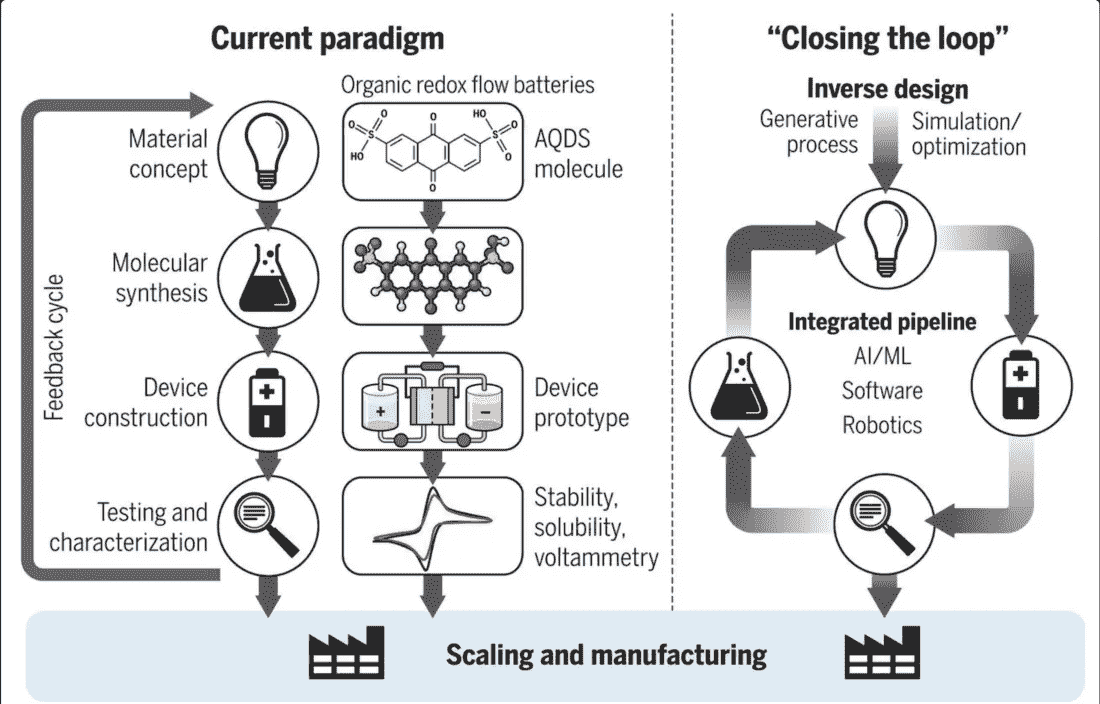 Current paradigm
Organic redox flow batteries
Feedback cycle
Material
concept
O
O
S
O
HO
O
O
HO
O
S
O
AQDS
molecule
Molecular
synthesis
Device
construction
+
+
−
Device
prototype
Testing and
characterization
Stability,
solubility,
voltammetry
“Closing the loop”
Inverse design
Generative
process
Simulation/
optimization
Integrated pipeline
AI/ML
Software
Robotics
+
Scaling and manufacturing